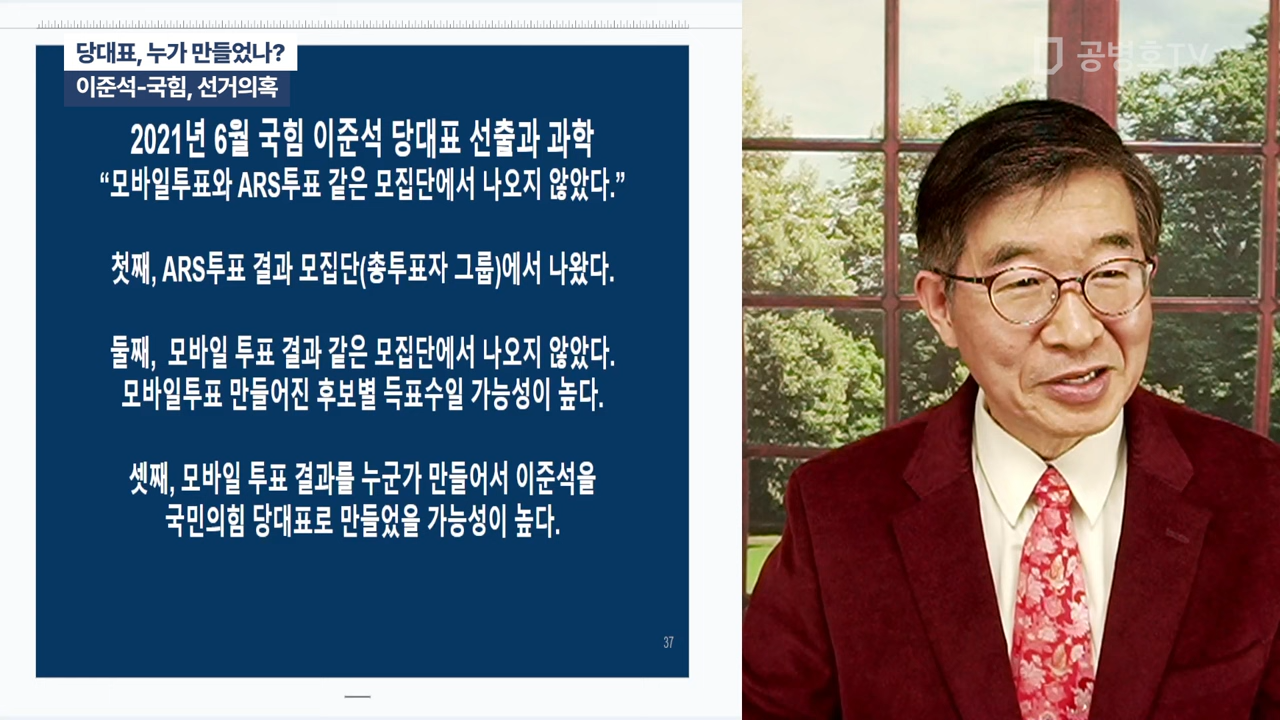 당대표, 누가 만들었나?
이준석-국힘, 선거의혹
2021년 6월 국힘 이준석 당대표 선출과 과학
“모바일투표와 ARS투표 같은 모집단에서 나오지 않았다.”
첫째, ARS투표 결과 모집단(총투표자 그룹)에서 나왔다.
둘째, 모바일 투표 결과 같은 모집단에서 나오지 않았다.
모바일투표 만들어진 후보별 득표수일 가능성이 높다.
셋째, 모바일 투표 결과를 누군가 만들어서 이준석을
국민의힘 당대표로 만들었을 가능성이 높다.
37
공병호TV